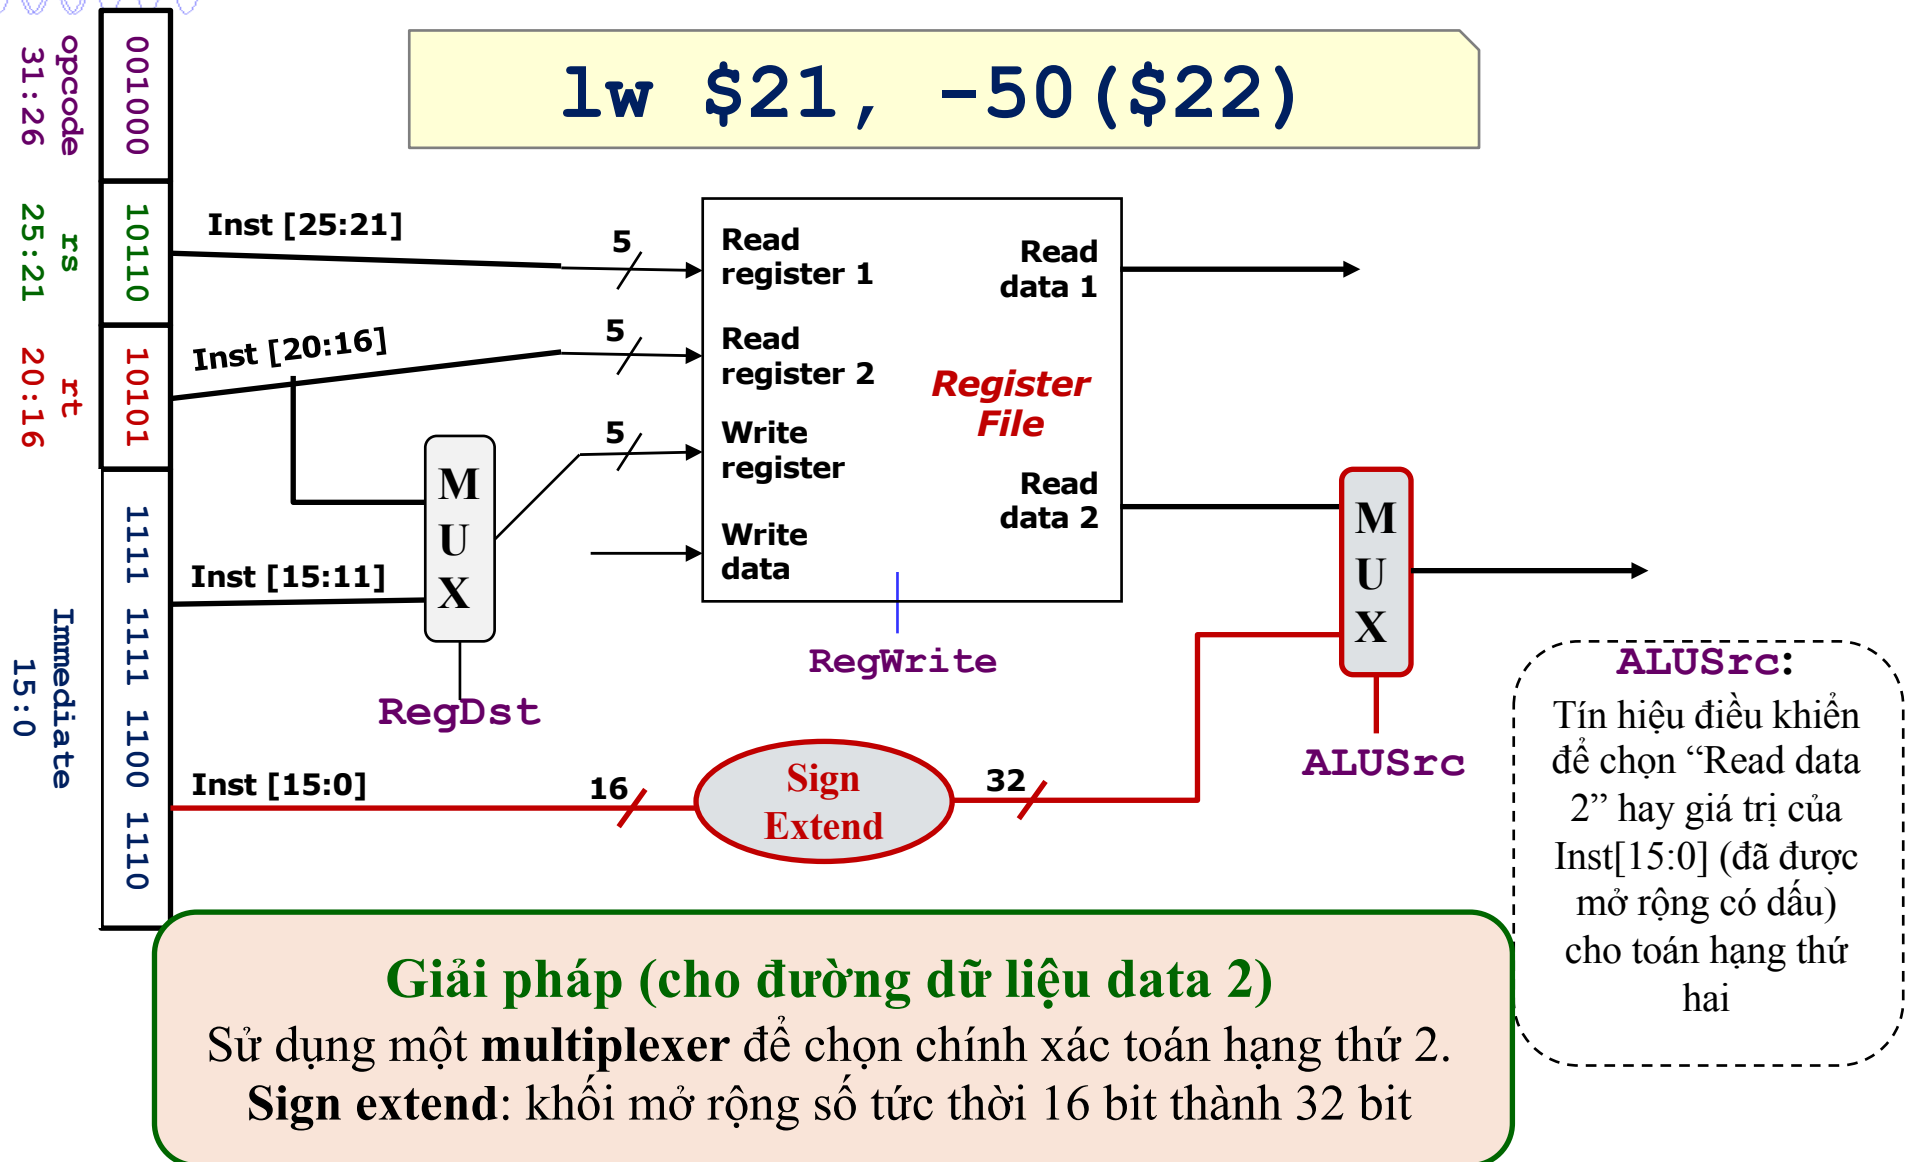 lw $21, -50($22)
opcode
31:26
001000
rs
25:21
10110
rt
20:16
10101
Immediate
15:0
1111 1111 1100 1110
Inst [25:21]
5
Inst [20:16]
5
5
Inst [15:11]
M
U
X
RegDst
Read
register 1
Read
register 2
Write
register
Write
data
Read
data 1
Register
File
Read
data 2
RegWrite
M
U
X
ALUSrc
Inst [15:0]
16
Sign
Extend
32
ALUSrc:
Tín hiệu điều khiển
để chọn “Read data
2” hay giá trị của
Inst[15:0] (đã được
mở rộng có dấu)
cho toán hạng thứ
hai
Giải pháp (cho đường dữ liệu data 2)
Sử dụng một multiplexer để chọn chính xác toán hạng thứ 2.
Sign extend: khối mở rộng số tức thời 16 bit thành 32 bit